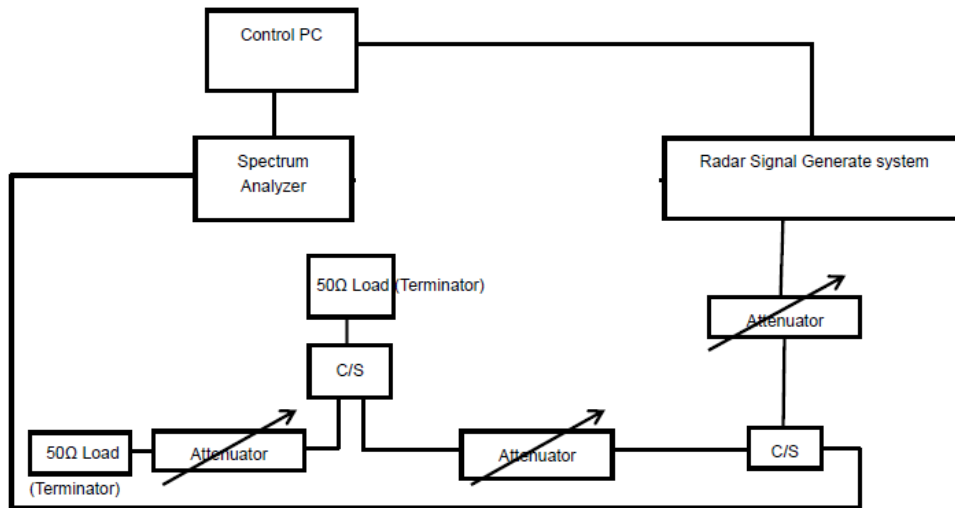 Control PC
Spectrum
Analyzer
Radar Signal Generate system
50Ω Load (Terminator)
Attenuator
C/S
50Ω Load
(Terminator)
Attenuator
Attenuator
C/S